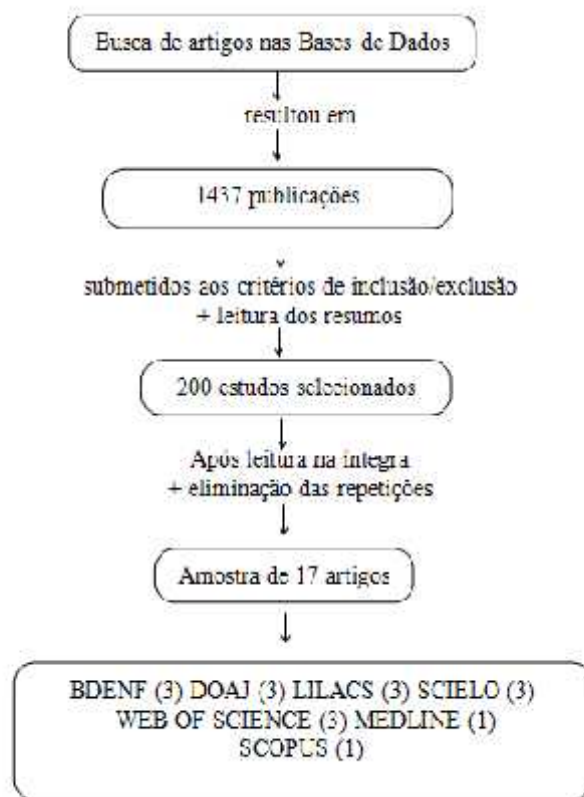 Busca de artigos nas Bases de Dados
resultou em
1437 publicações
submetidos aos critérios de inclusão/exclusão
+ leitura dos resumos
200 estudos selecionados
Após leitura na íntegra
+ eliminação das repetições
Amostra de 17 artigos
BDENF (3) DOAJ (3) LILACS (3) SCIELO (3)
WEB OF SCIENCE (3) MEDLINE (1)
SCOPUS (1)